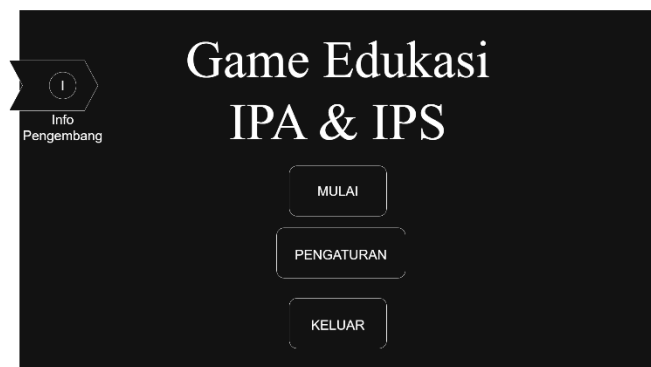 Game Edukasi
IPA & IPS
I
Info
Pengembang
MULAI
PENGATURAN
KELUAR